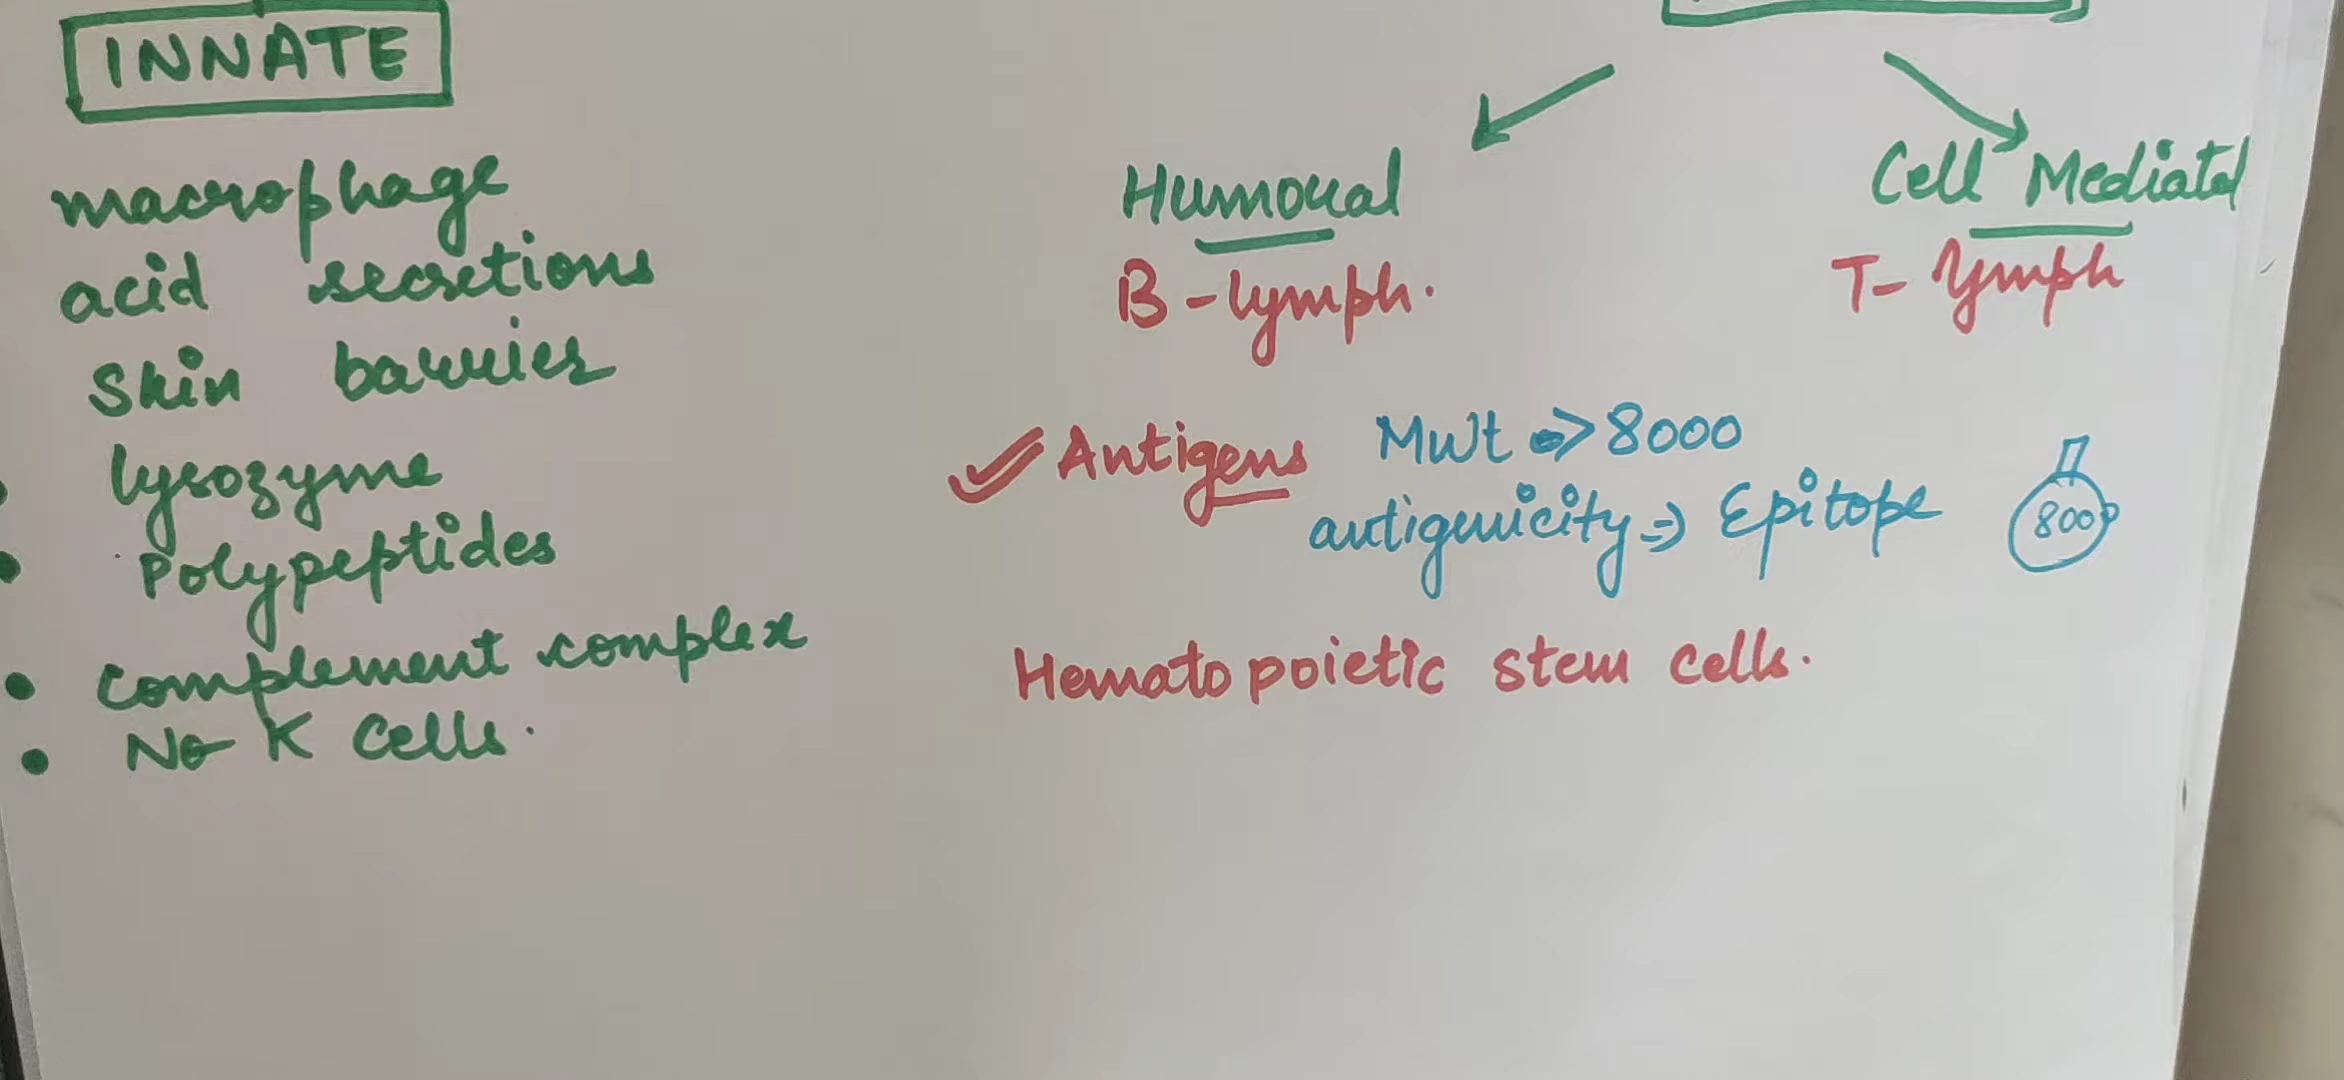 INNATE
macrophage
acid secretions
Skin barrier
lysozyme
Polypeptides
Complement complex
NK Cells.
Humoral
B-lymph.
Cell Mediated
T-lymph
Antigens Mwt => 8000
antigenicity => Epitope
8000
Hematopoietic stem cells.